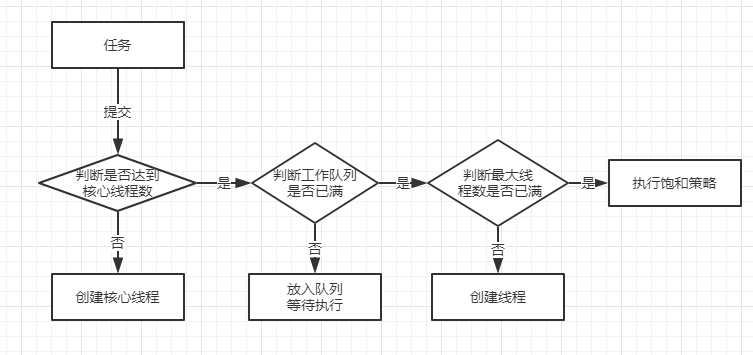 任务
提交
判断是否达到
核心线程数
是
判断工作队列
是否已满
是
判断最大线
程数是否已满
是
执行饱和策略
否
否
否
创建核心线程
放入队列
等待执行
创建线程